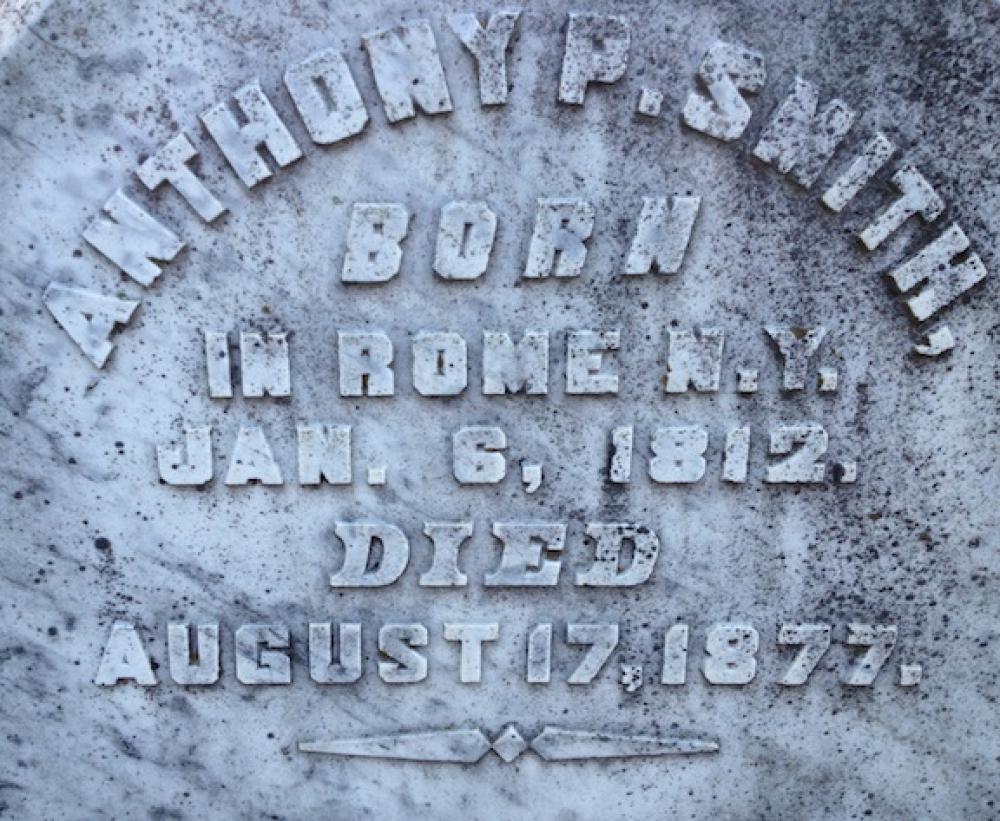 ANTHONY P. SMITH,
BORN
IN ROME N.Y.
JAN. 6, 1812.
DIED
AUGUST 17, 1877.